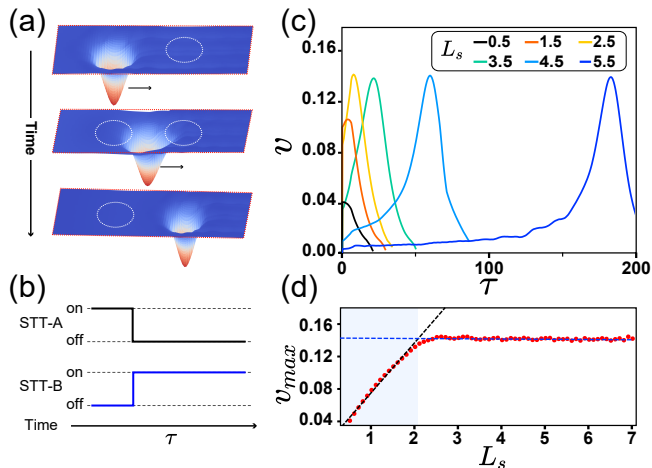 (a)
Time
(b)
on
STT-A
off
on
STT-B
off
Time
τ
(c)
0.16
0.12
0.08
0.04
0.00
v
L_s
0.5 1.5 2.5
3.5 4.5 5.5
0 100 200
τ
(d)
0.16
0.12
0.08
0.04
v_max
1 2 3 4 5 6 7
L_s